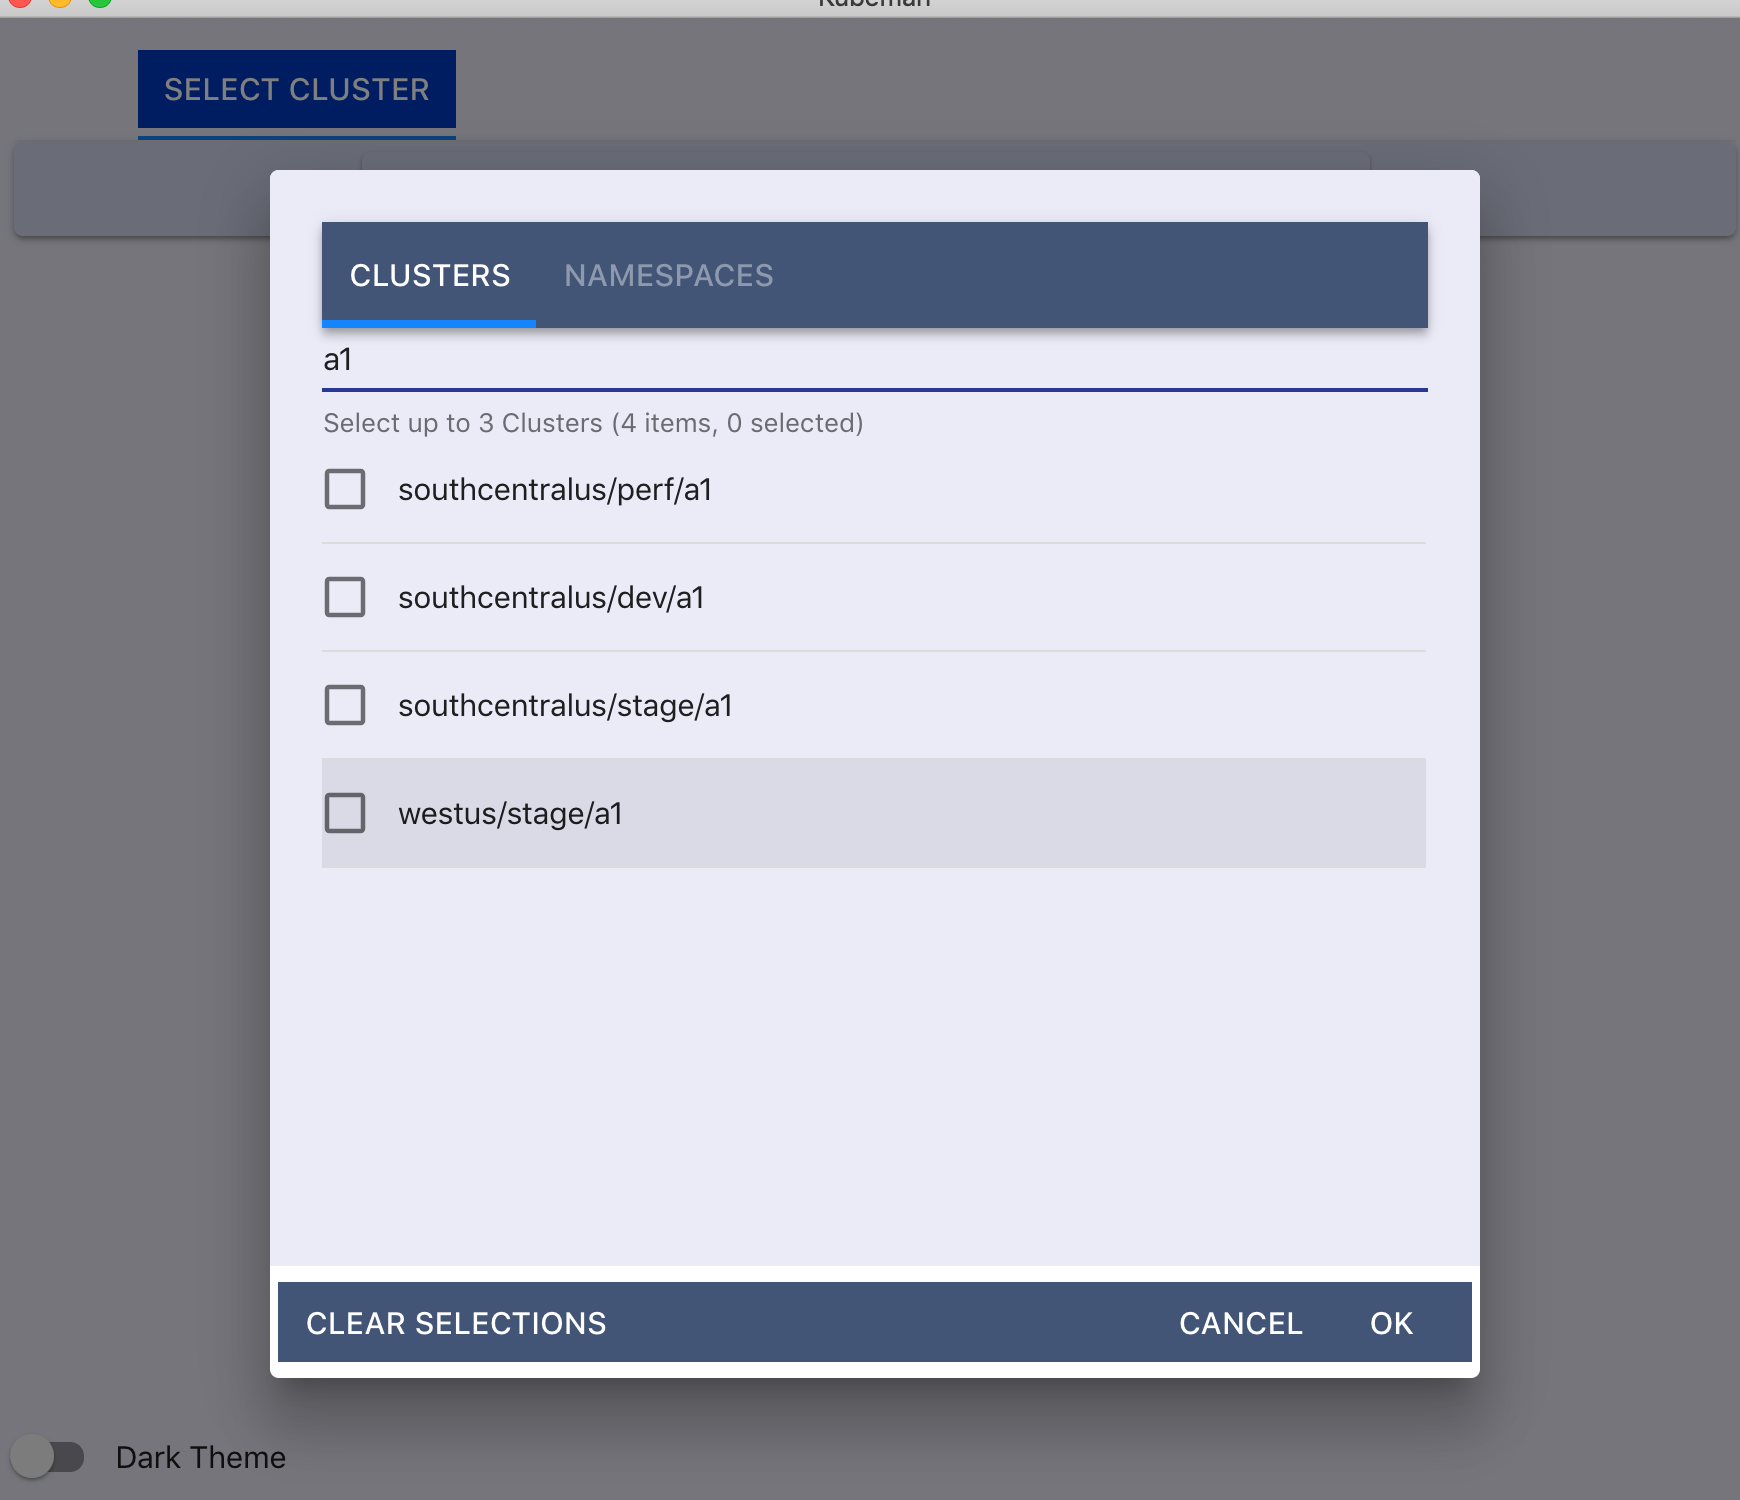 Kubeman
SELECT CLUSTER
CLUSTERS NAMESPACES
a1
Select up to 3 Clusters (4 items, 0 selected)
southcentralus/perf/a1
southcentralus/dev/a1
southcentralus/stage/a1
westus/stage/a1
CLEAR SELECTIONS CANCEL OK
Dark Theme